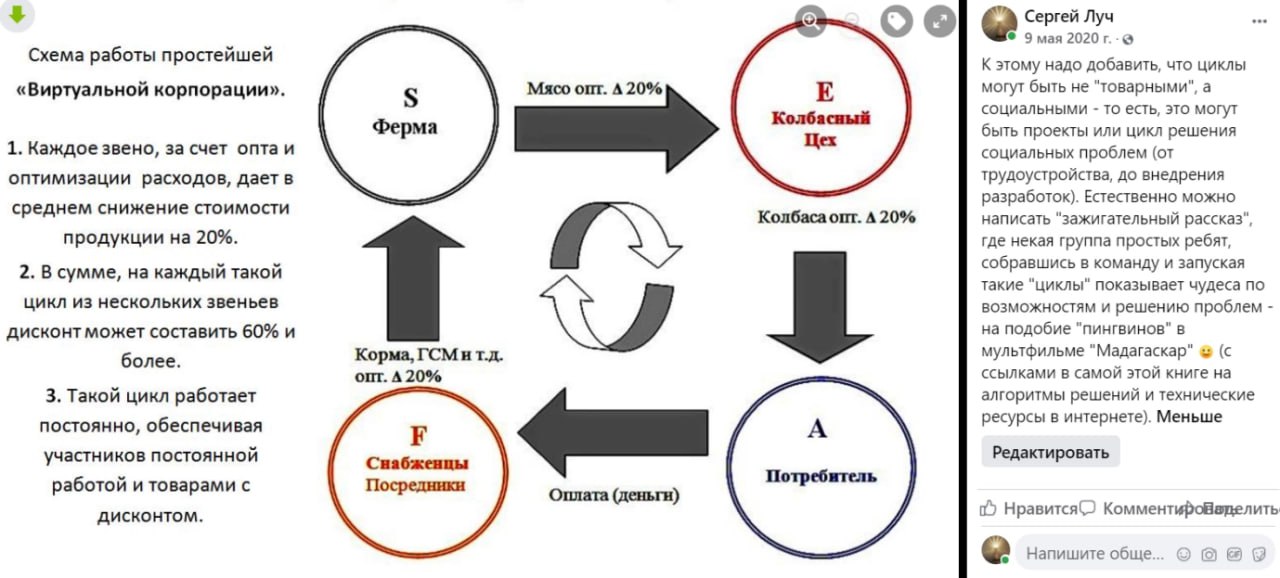 Схема работы простейшей
«Виртуальной корпорации».
1. Каждое звено, за счет опта и
оптимизации расходов, дает в
среднем снижение стоимости
продукции на 20%.
2. В сумме, на каждый такой
цикл из нескольких звеньев
дисконт может составить 60% и
более.
3. Такой цикл работает
постоянно, обеспечивая
участников постоянной
работой и товарами с
дисконтом.
S
Ферма
Мясо опт. Δ 20%
E
Колбасный
Цех
Колбаса опт. Δ 20%
A
Потребитель
Оплата (деньги)
F
Снабженцы
Посредники
Корма, ГСМ и т.д.
опт. Δ 20%
Сергей Луч
9 мая 2020 г. ·
К этому надо добавить, что циклы
могут быть не "товарными", а
социальными - то есть, это могут
быть проекты или цикл решения
социальных проблем (от
трудоустройства, до внедрения
разработок). Естественно можно
написать "зажигательный рассказ",
где некая группа простых ребят,
собравшись в команду и запуская
такие "циклы" показывает чудеса по
возможностям и решению проблем -
на подобие "пингвинов" в
мультфильме "Мадагаскар" 🙂 (с
ссылками в самой этой книге на
алгоритмы решений и технические
ресурсы в интернете). Меньше
Редактировать
Нравится Комментировать Поделить
Напишите обще...